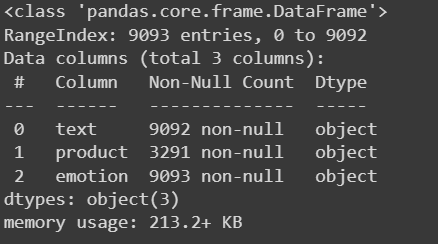 <class 'pandas.core.frame.DataFrame'>
RangeIndex: 9093 entries, 0 to 9092
Data columns (total 3 columns):
 #   Column   Non-Null Count  Dtype
---  ------   --------------  -----
 0   text     9092 non-null   object
 1   product  3291 non-null   object
 2   emotion  9093 non-null   object
dtypes: object(3)
memory usage: 213.2+ KB